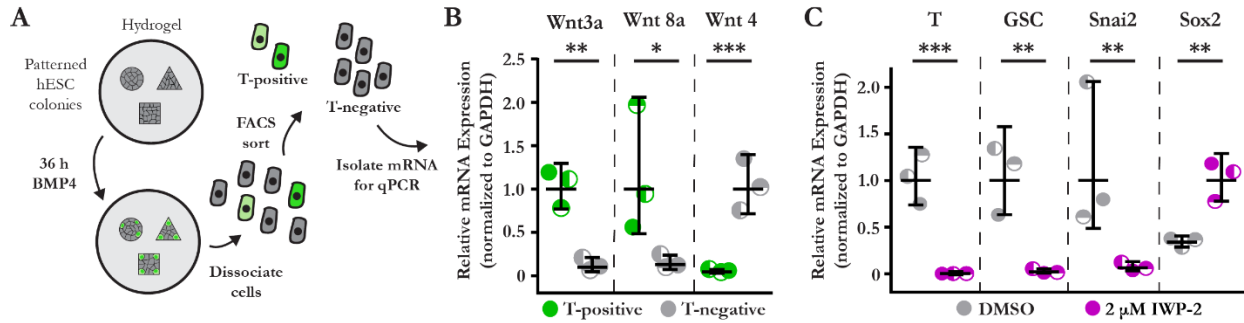 A
Hydrogel
Patterned
hESC
colonies
36 h
BMP4
Dissociate
cells
FACS
sort
T-positive
T-negative
Isolate mRNA
for qPCR
B
Wnt3a Wnt 8a Wnt 4
** * ***
Relative mRNA Expression
(normalized to GAPDH)
2.5
2.0
1.5
1.0
0.5
0
T-positive T-negative
C
T GSC Snai2 Sox2
*** ** ** **
Relative mRNA Expression
(normalized to GAPDH)
2.0
1.5
1.0
0.5
0
DMSO 2 μM IWP-2